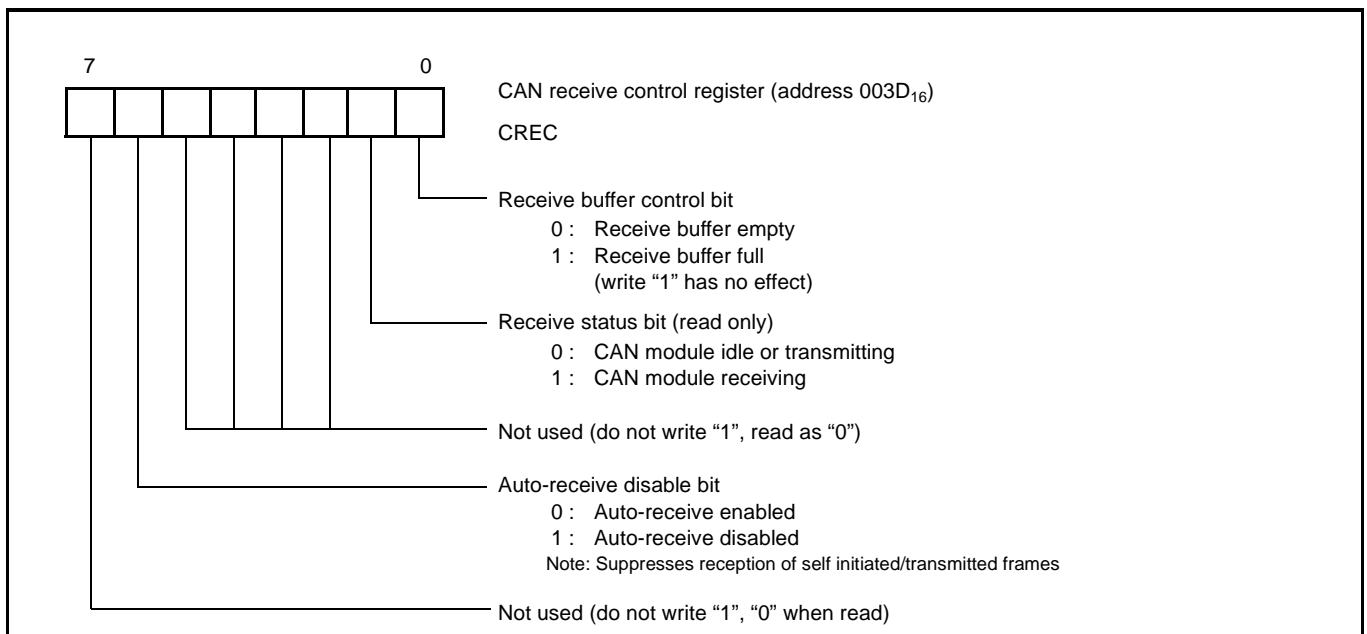 7 0
CAN receive control register (address 003D₁₆)
CREC
Receive buffer control bit
0 : Receive buffer empty
1 : Receive buffer full
(write “1” has no effect)
Receive status bit (read only)
0 : CAN module idle or transmitting
1 : CAN module receiving
Not used (do not write “1”, read as “0”)
Auto-receive disable bit
0 : Auto-receive enabled
1 : Auto-receive disabled
Note: Suppresses reception of self initiated/transmitted frames
Not used (do not write “1”, “0” when read)